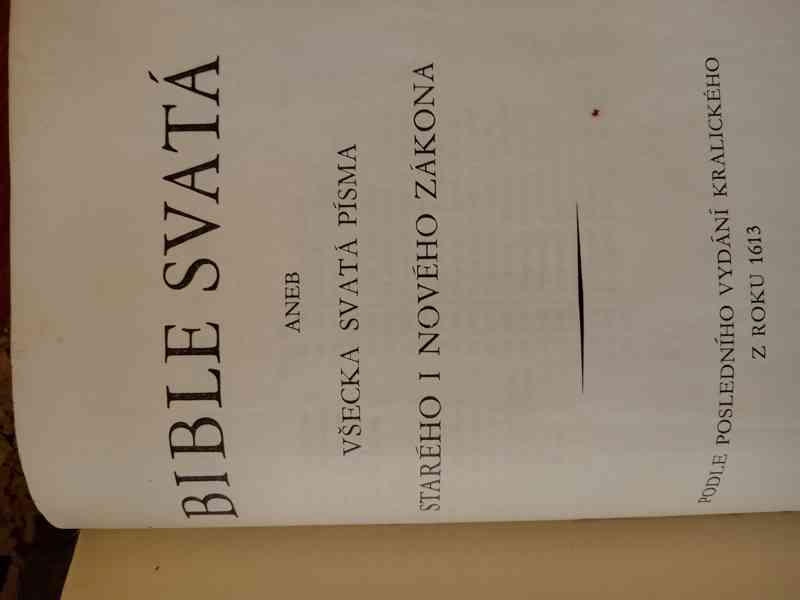 BIBLE SVATÁ
ANEB
VŠECKA SVATÁ PÍSMA
STARÉHO I NOVÉHO ZÁKONA
PODLE POSLEDNÍHO VYDÁNÍ KRALICKÉHO
Z ROKU 1613